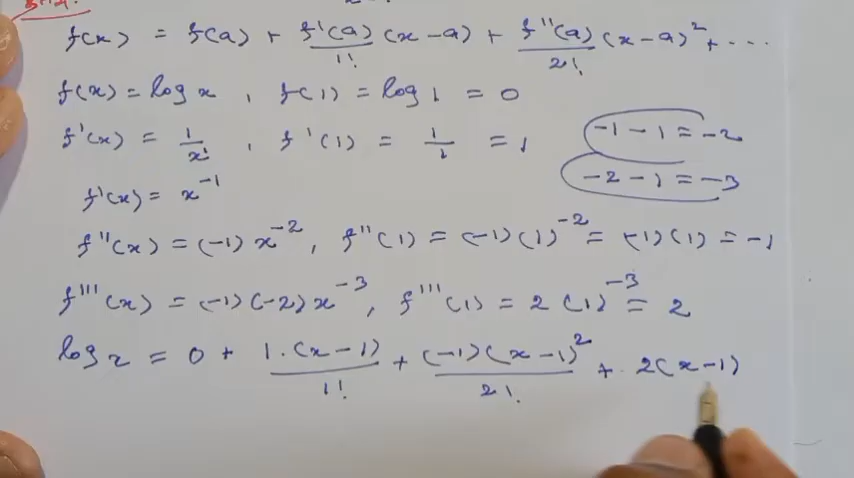 f(x) = f(a) + f'(a)/1! (x-a) + f''(a)/2! (x-a)² + ...
f(x) = log x , f(1) = log 1 = 0
f'(x) = 1/x¹ , f'(1) = 1/1 = 1
-1-1=-2
-2-1=-3
f'(x) = x⁻¹
f''(x) = (-1) x⁻² , f''(1) = (-1)(1)⁻² = (-1)(1) = -1
f'''(x) = (-1)(-2) x⁻³ , f'''(1) = 2 (1)⁻³ = 2
log x = 0 + 1.(x-1)/1! + (-1)(x-1)²/2! + 2(x-1)